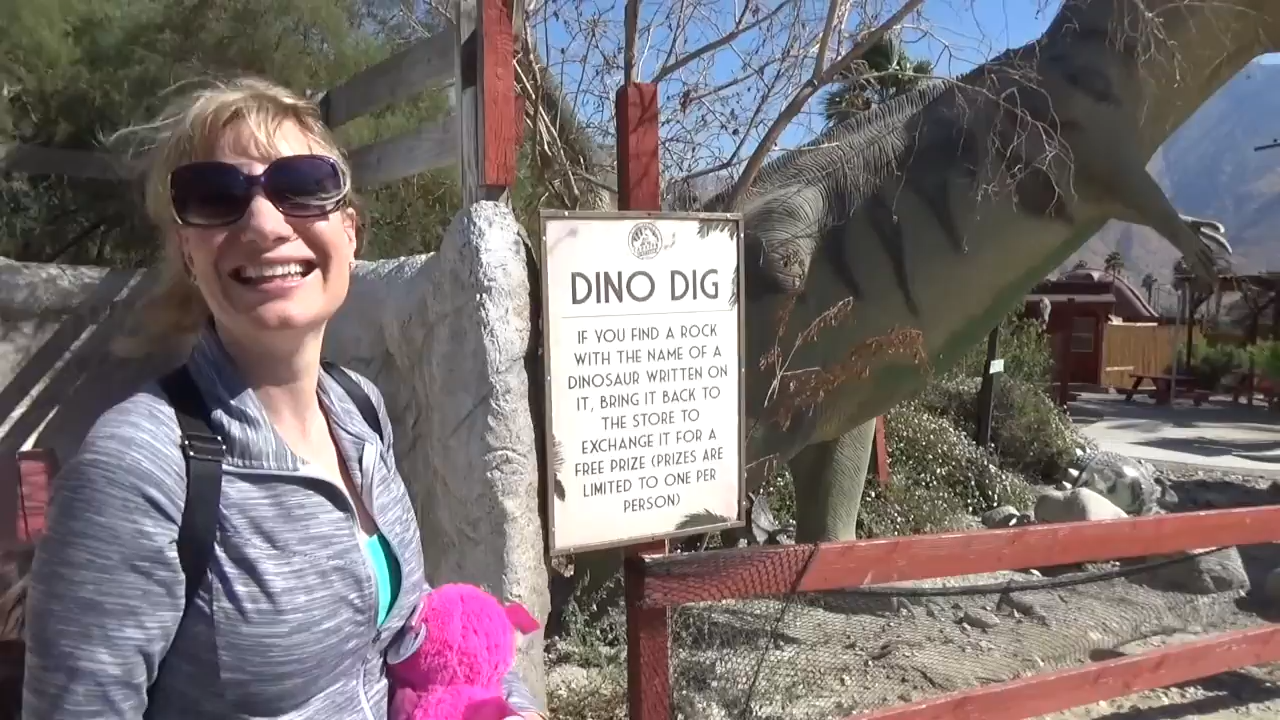 DINO DIG
IF YOU FIND A ROCK
WITH THE NAME OF A
DINOSAUR WRITTEN ON
IT, BRING IT BACK TO
THE STORE TO
EXCHANGE IT FOR A
FREE PRIZE (PRIZES ARE
LIMITED TO ONE PER
PERSON)